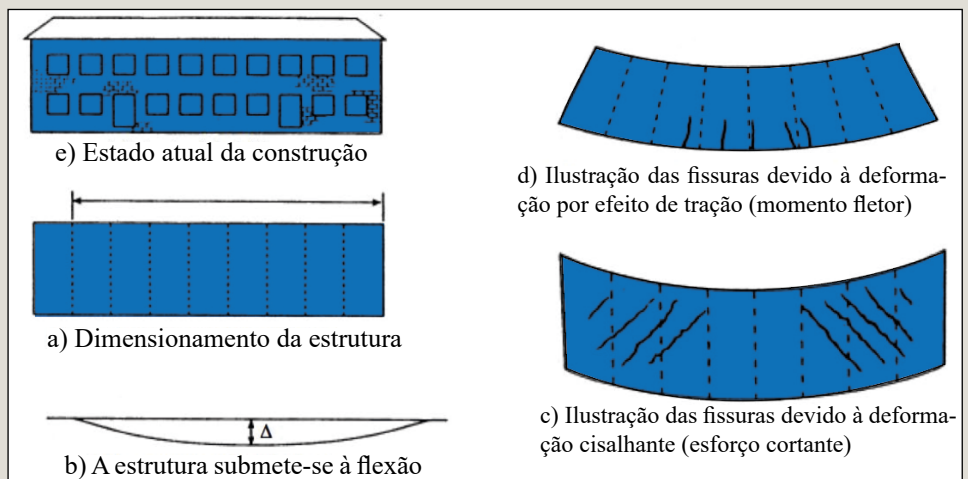 e) Estado atual da construção
a) Dimensionamento da estrutura
Δ
b) A estrutura submete-se à flexão
d) Ilustração das fissuras devido à deforma-
ção por efeito de tração (momento fletor)
c) Ilustração das fissuras devido à deforma-
ção cisalhante (esforço cortante)